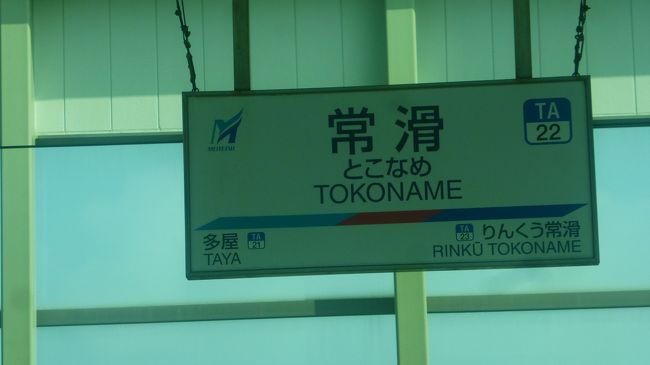 MEITETSU
常滑
とこなめ
TOKONAME
TA
22
多屋 TA 21
TAYA
TA 23 りんくう常滑
RINKŪ TOKONAME